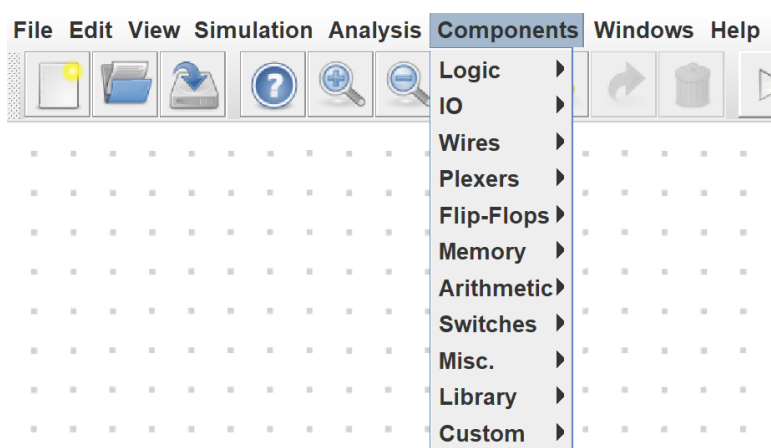 File Edit View Simulation Analysis Components Windows Help
Logic
IO
Wires
Plexers
Flip-Flops
Memory
Arithmetic
Switches
Misc.
Library
Custom